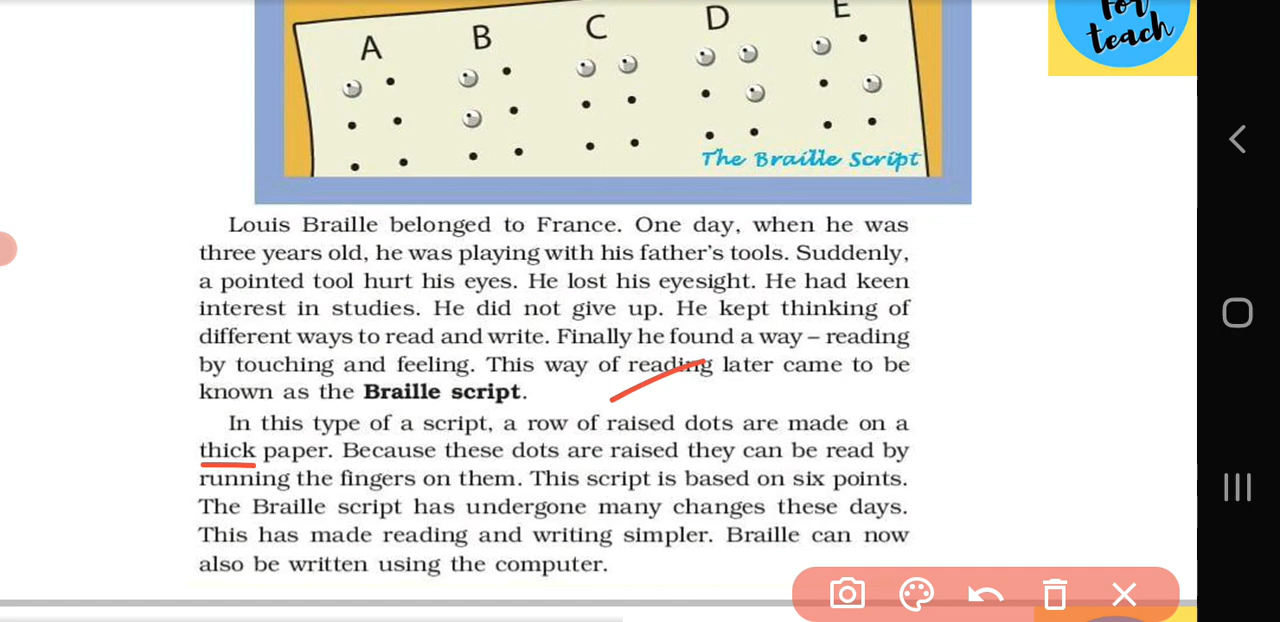 For
teach
A B C D E
The Braille Script
Louis Braille belonged to France. One day, when he was
three years old, he was playing with his father's tools. Suddenly,
a pointed tool hurt his eyes. He lost his eyesight. He had keen
interest in studies. He did not give up. He kept thinking of
different ways to read and write. Finally he found a way – reading
by touching and feeling. This way of reading later came to be
known as the Braille script.
In this type of a script, a row of raised dots are made on a
thick paper. Because these dots are raised they can be read by
running the fingers on them. This script is based on six points.
The Braille script has undergone many changes these days.
This has made reading and writing simpler. Braille can now
also be written using the computer.